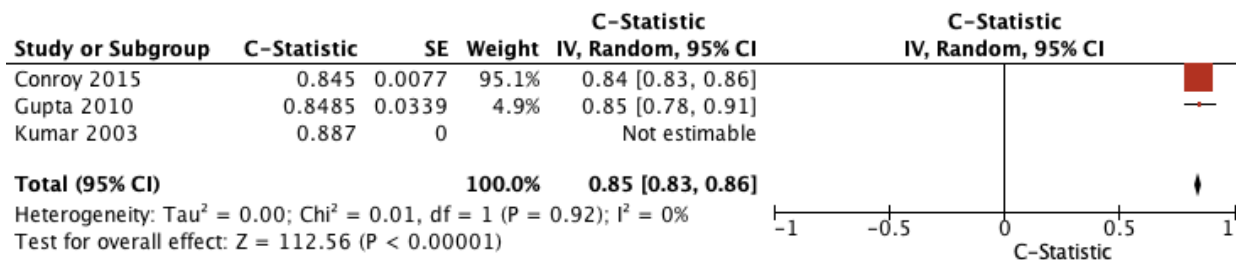 C-Statistic C-Statistic
Study or Subgroup C-Statistic SE Weight IV, Random, 95% CI IV, Random, 95% CI
Conroy 2015 0.845 0.0077 95.1% 0.84 [0.83, 0.86]
Gupta 2010 0.8485 0.0339 4.9% 0.85 [0.78, 0.91]
Kumar 2003 0.887 0 Not estimable
Total (95% CI) 100.0% 0.85 [0.83, 0.86]
Heterogeneity: Tau² = 0.00; Chi² = 0.01, df = 1 (P = 0.92); I² = 0%
Test for overall effect: Z = 112.56 (P < 0.00001)
-1 -0.5 0 0.5 1
C-Statistic